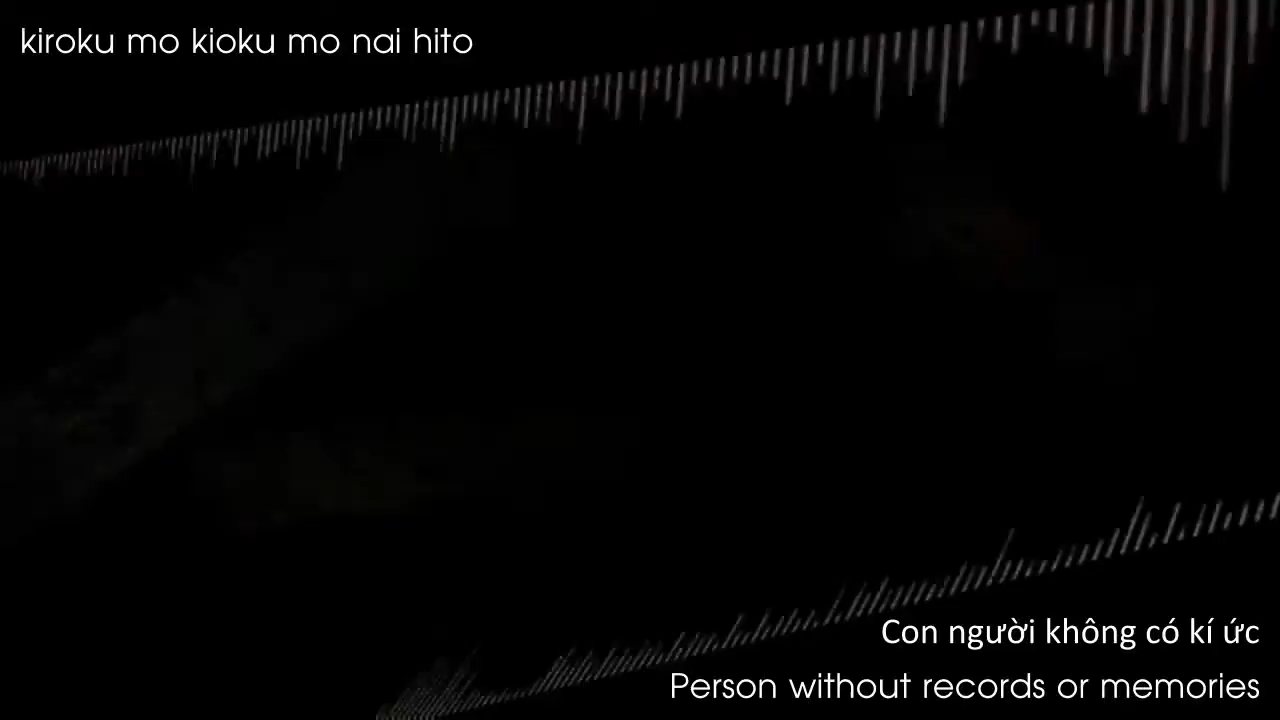 kiroku mo kioku mo nai hito
Con người không có kí ức
Person without records or memories